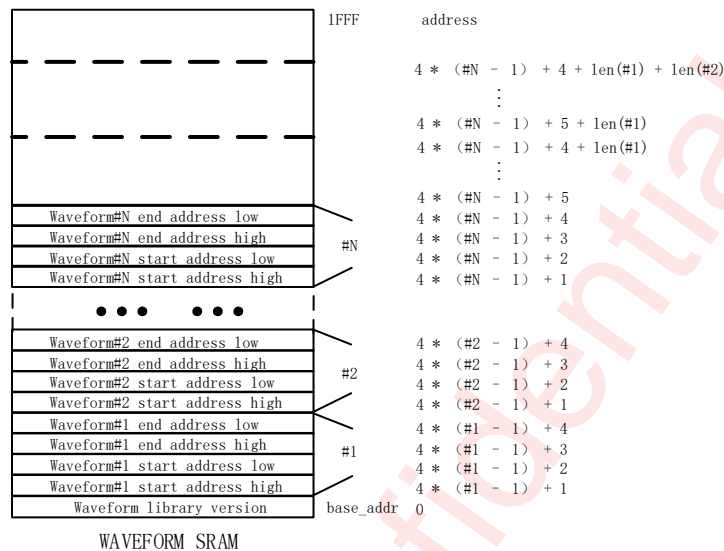 1FFF address
4 * (#N - 1) + 4 + len(#1) + len(#2)
⋮
4 * (#N - 1) + 5 + len(#1)
4 * (#N - 1) + 4 + len(#1)
⋮
4 * (#N - 1) + 5
Waveform#N end address low 4 * (#N - 1) + 4
Waveform#N end address high #N 4 * (#N - 1) + 3
Waveform#N start address low 4 * (#N - 1) + 2
Waveform#N start address high 4 * (#N - 1) + 1
••• •••
Waveform#2 end address low 4 * (#2 - 1) + 4
Waveform#2 end address high 4 * (#2 - 1) + 3
Waveform#2 start address low #2 4 * (#2 - 1) + 2
Waveform#2 start address high 4 * (#2 - 1) + 1
Waveform#1 end address low 4 * (#1 - 1) + 4
Waveform#1 end address high #1 4 * (#1 - 1) + 3
Waveform#1 start address low 4 * (#1 - 1) + 2
Waveform#1 start address high 4 * (#1 - 1) + 1
Waveform library version base_addr 0
WAVEFORM SRAM
fidential